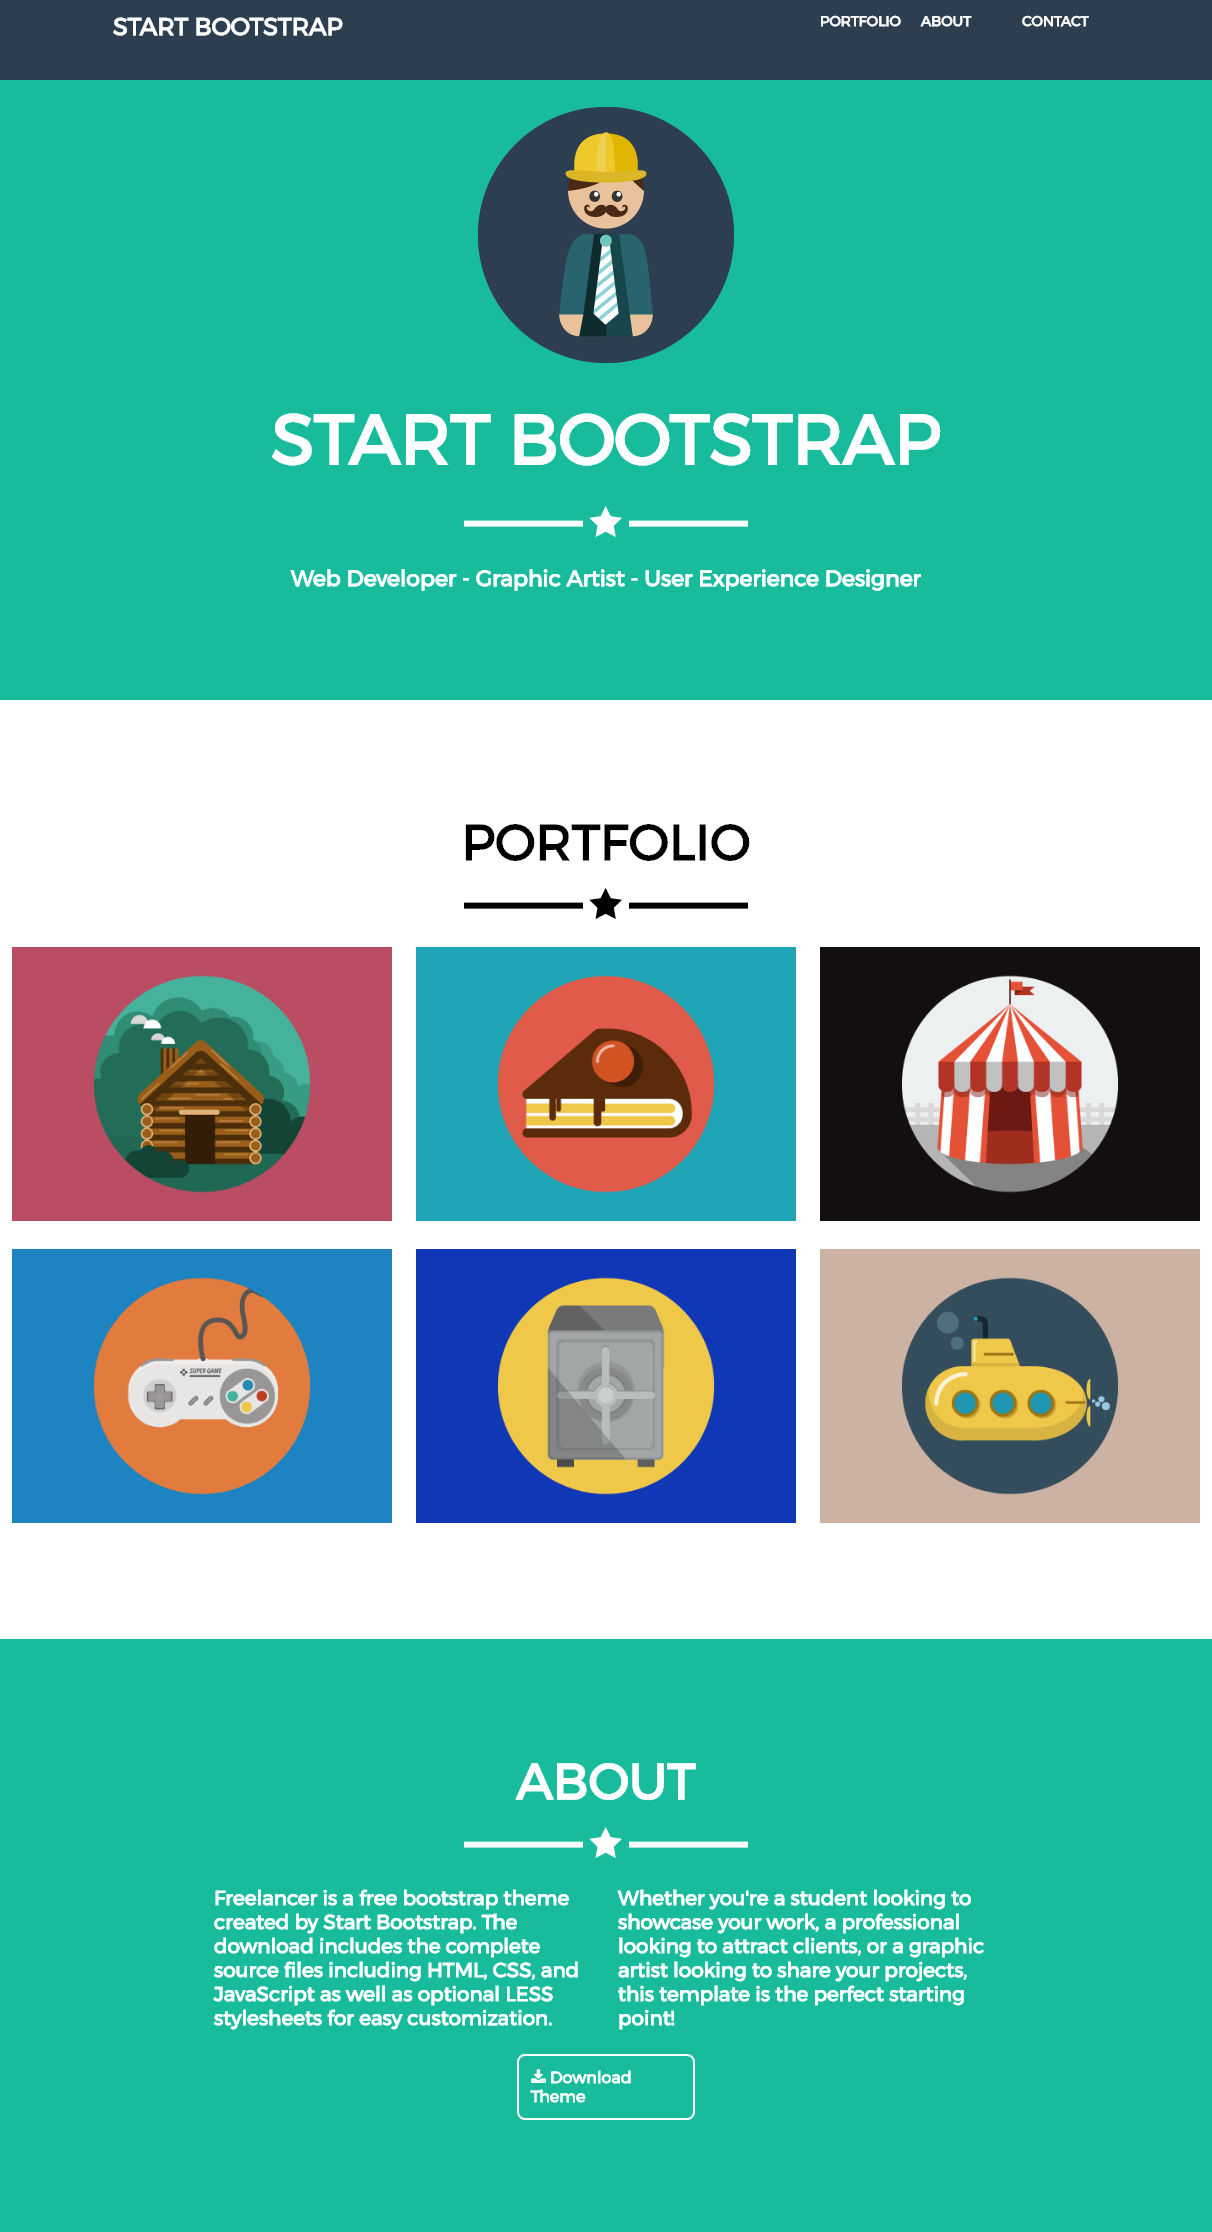 START BOOTSTRAP
PORTFOLIO ABOUT CONTACT
START BOOTSTRAP
Web Developer - Graphic Artist - User Experience Designer
PORTFOLIO
SUPER GAME
ABOUT
Freelancer is a free bootstrap theme
created by Start Bootstrap. The
download includes the complete
source files including HTML, CSS, and
JavaScript as well as optional LESS
stylesheets for easy customization.
Whether you're a student looking to
showcase your work, a professional
looking to attract clients, or a graphic
artist looking to share your projects,
this template is the perfect starting
point!
Download
Theme